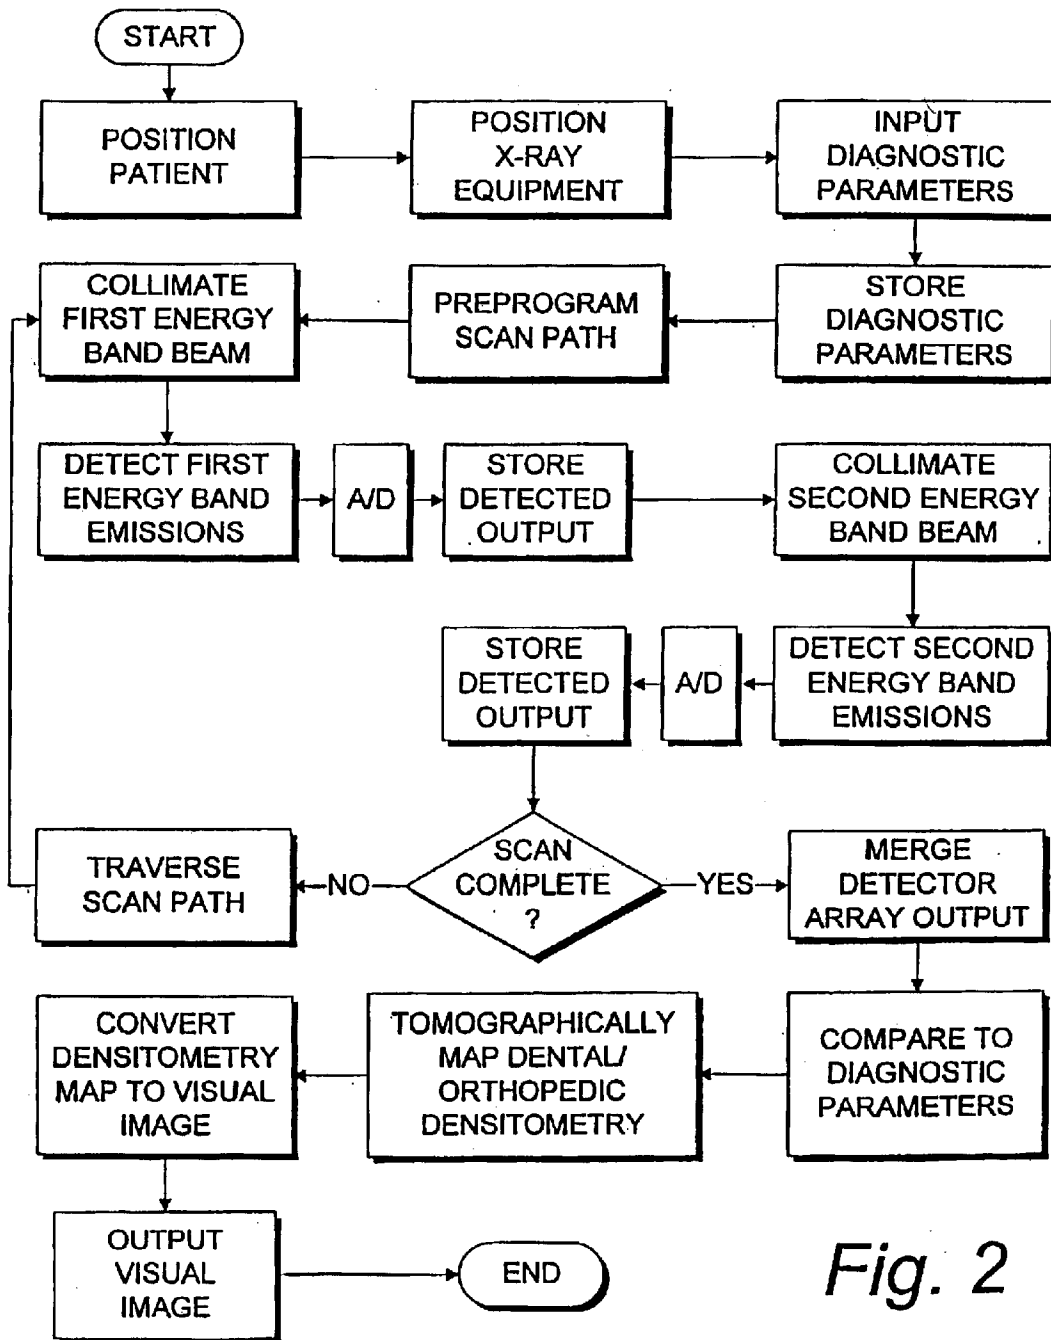 START
POSITION
PATIENT
POSITION
X-RAY
EQUIPMENT
INPUT
DIAGNOSTIC
PARAMETERS
COLLIMATE
FIRST ENERGY
BAND BEAM
PREPROGRAM
SCAN PATH
STORE
DIAGNOSTIC
PARAMETERS
DETECT FIRST
ENERGY BAND
EMISSIONS
A/D
STORE
DETECTED
OUTPUT
COLLIMATE
SECOND ENERGY
BAND BEAM
STORE
DETECTED
OUTPUT
A/D
DETECT SECOND
ENERGY BAND
EMISSIONS
TRAVERSE
SCAN PATH
NO
SCAN
COMPLETE
?
YES
MERGE
DETECTOR
ARRAY OUTPUT
CONVERT
DENSITOMETRY
MAP TO VISUAL
IMAGE
TOMOGRAPHICALLY
MAP DENTAL/
ORTHOPEDIC
DENSITOMETRY
COMPARE TO
DIAGNOSTIC
PARAMETERS
OUTPUT
VISUAL
IMAGE
END
Fig. 2